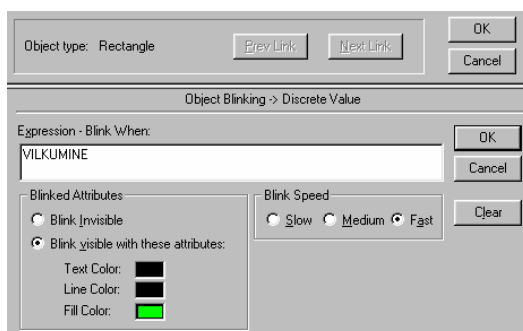 Object type: Rectangle
Prev Link
Next Link
OK
Cancel
Object Blinking -> Discrete Value
Expression - Blink When:
VILKUMINE
OK
Cancel
Clear
Blinked Attributes
Blink Invisible
Blink visible with these attributes:
Text Color:
Line Color:
Fill Color:
Blink Speed
Slow Medium Fast